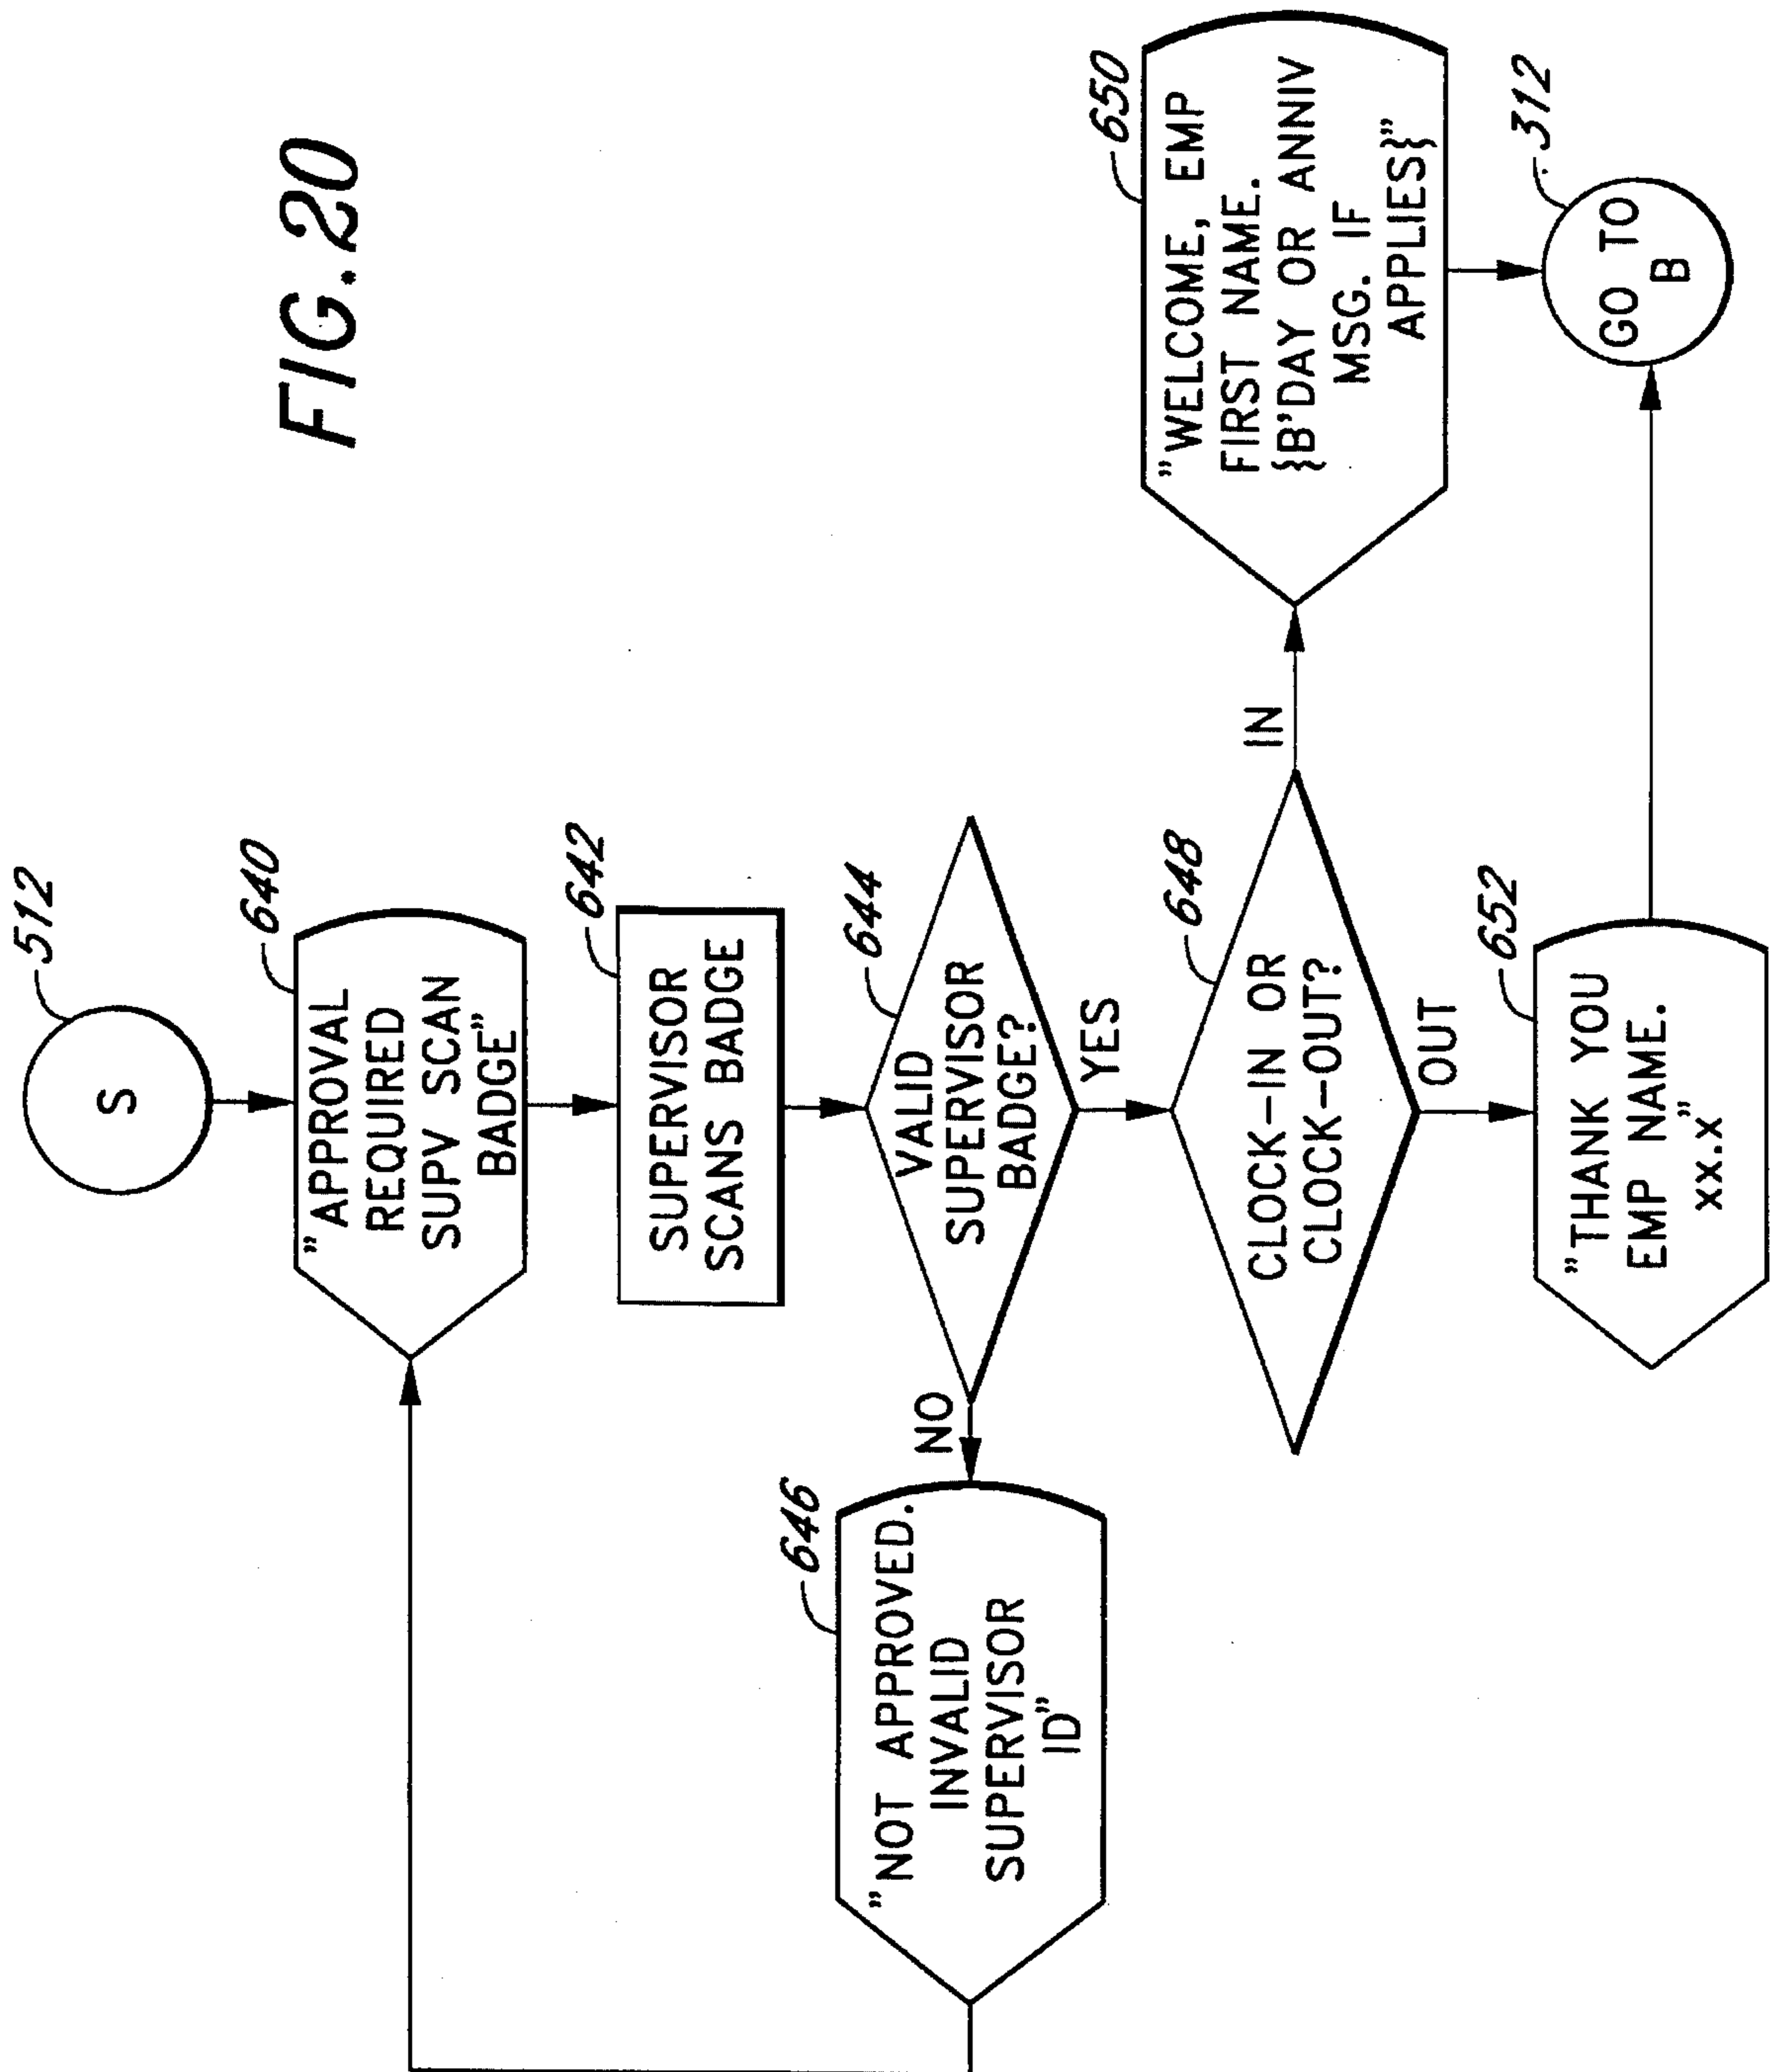 FIG.20
512
S
640
"APPROVAL
REQUIRED
SUPV SCAN
BADGE"
642
SUPERVISOR
SCANS BADGE
644
VALID
SUPERVISOR
BADGE?
NO
YES
646
"NOT APPROVED.
INVALID
SUPERVISOR
ID"
648
CLOCK-IN OR
CLOCK-OUT?
IN
OUT
650
"WELCOME, EMP
FIRST NAME.
{B'DAY OR ANNIV
MSG. IF
APPLIES}"
652
"THANK YOU
EMP NAME.
xx.x"
312
GO TO
B